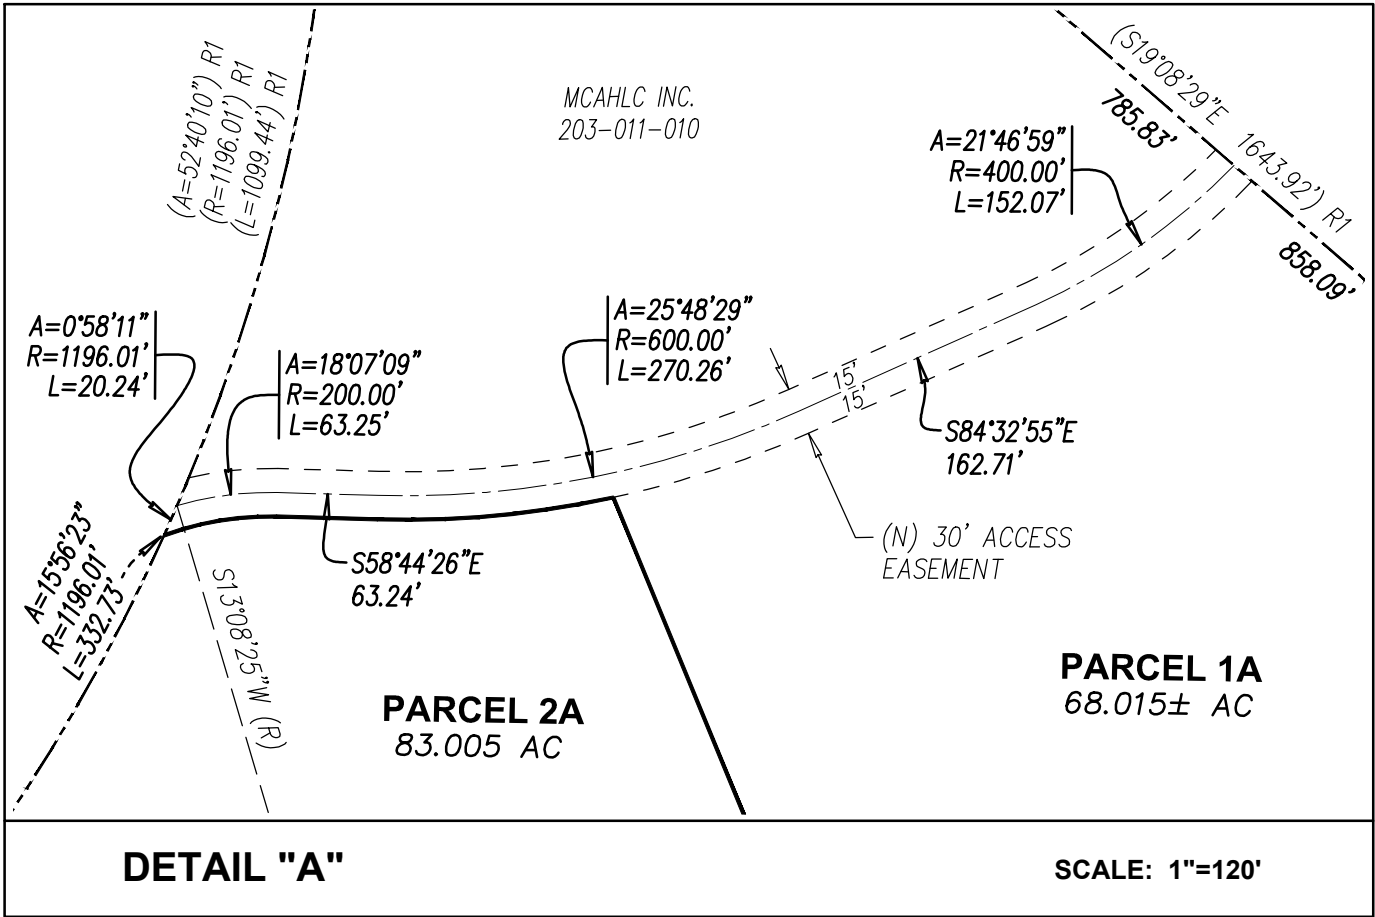 (A=52°40'10") R1
(R=1196.01') R1
(L=1099.44') R1
MCAHLC INC.
203-011-010
A=21°46'59"
R=400.00'
L=152.07'
(S19°08'29"E 1643.92') R1
785.83'
858.09'
A=0°58'11"
R=1196.01'
L=20.24'
A=18°07'09"
R=200.00'
L=63.25'
A=25°48'29"
R=600.00'
L=270.26'
15'
15'
S84°32'55"E
162.71'
A=15°56'23"
R=1196.01'
L=332.73'
S58°44'26"E
63.24'
(N) 30' ACCESS
EASEMENT
S13°08'25"W (R)
PARCEL 2A
83.005 AC
PARCEL 1A
68.015± AC
DETAIL "A"
SCALE: 1"=120'